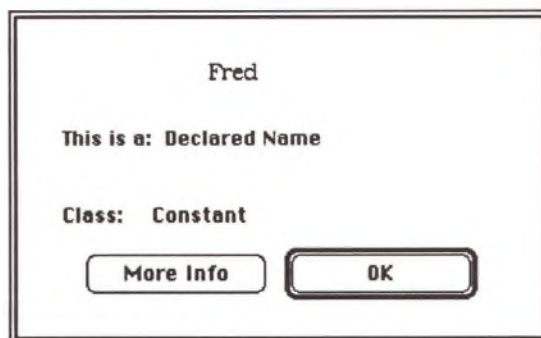 Fred
This is a: Declared Name
Class: Constant
More Info
OK